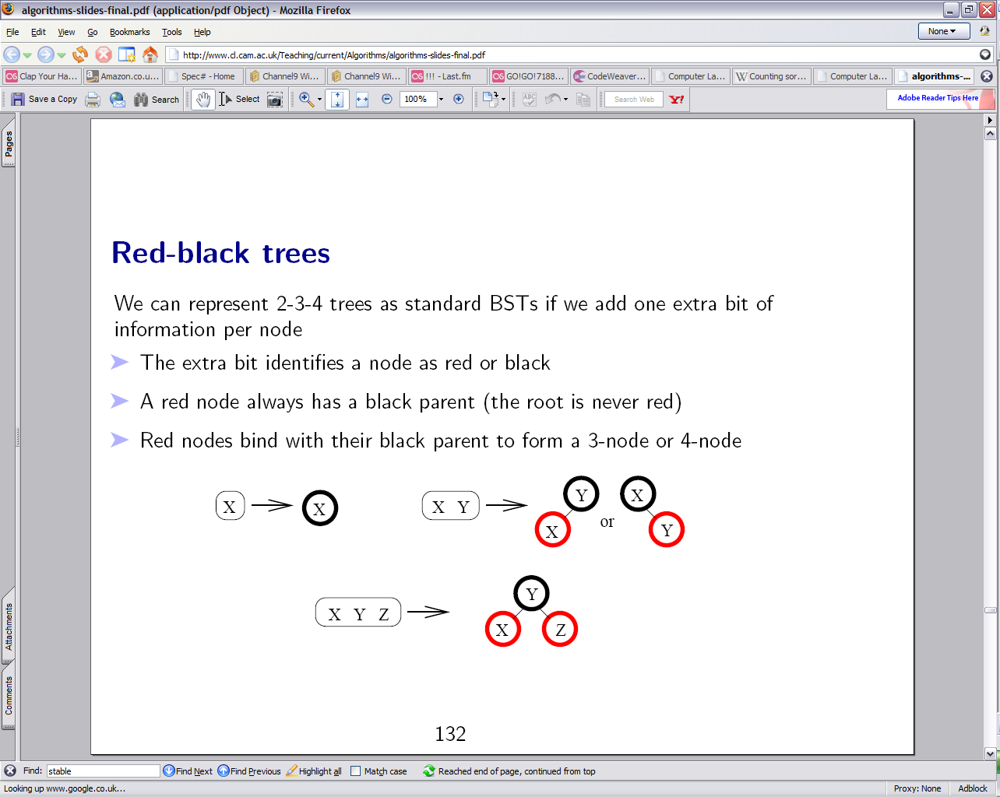 algorithms-slides-final.pdf (application/pdf Object) - Mozilla Firefox
File Edit View Go Bookmarks Tools Help
None
http://www.cl.cam.ac.uk/Teaching/current/Algorithms/algorithms-slides-final.pdf
Clap Your Ha... Amazon.co.u... Spec# - Home Channel9 Wi... Channel9 Wi... !!! - Last.fm GO!GO!7188... CodeWeaver... Computer La... Counting sor... Computer La... algorithms-...
Save a Copy Search Select 100% Search Web Y! Adobe Reader Tips Here
Pages
Red-black trees
We can represent 2-3-4 trees as standard BSTs if we add one extra bit of
information per node
The extra bit identifies a node as red or black
A red node always has a black parent (the root is never red)
Red nodes bind with their black parent to form a 3-node or 4-node
X X X Y Y X or X Y
X Y Z Y X Z
Attachments
Comments
132
Find: stable Find Next Find Previous Highlight all Match case Reached end of page, continued from top
Looking up www.google.co.uk... Proxy: None Adblock